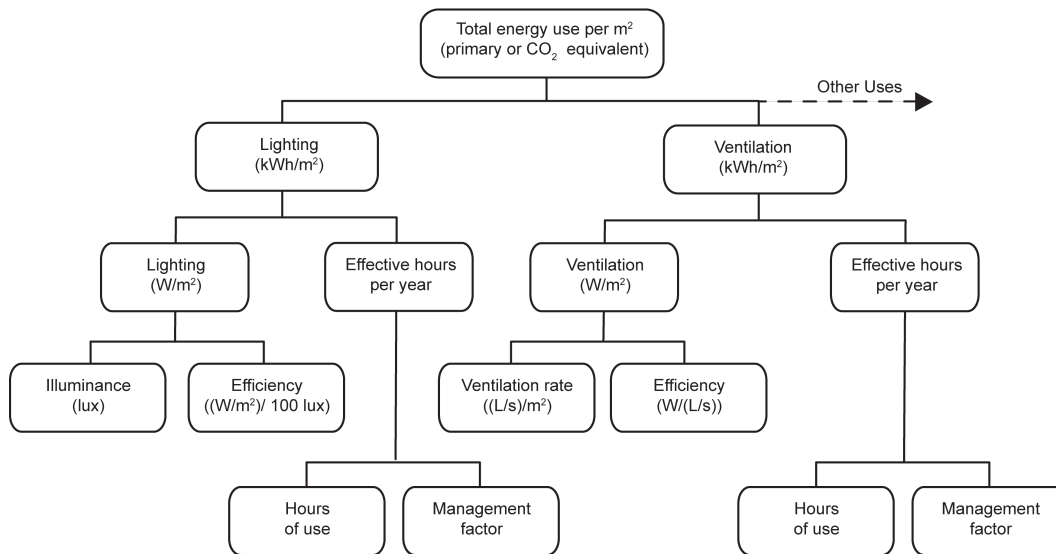 Total energy use per m²
(primary or CO₂ equivalent)
Other Uses
Lighting
(kWh/m²)
Ventilation
(kWh/m²)
Lighting
(W/m²)
Effective hours
per year
Ventilation
(W/m²)
Effective hours
per year
Illuminance
(lux)
Efficiency
((W/m²)/ 100 lux)
Ventilation rate
((L/s)/m²)
Efficiency
(W/(L/s))
Hours
of use
Management
factor
Hours
of use
Management
factor